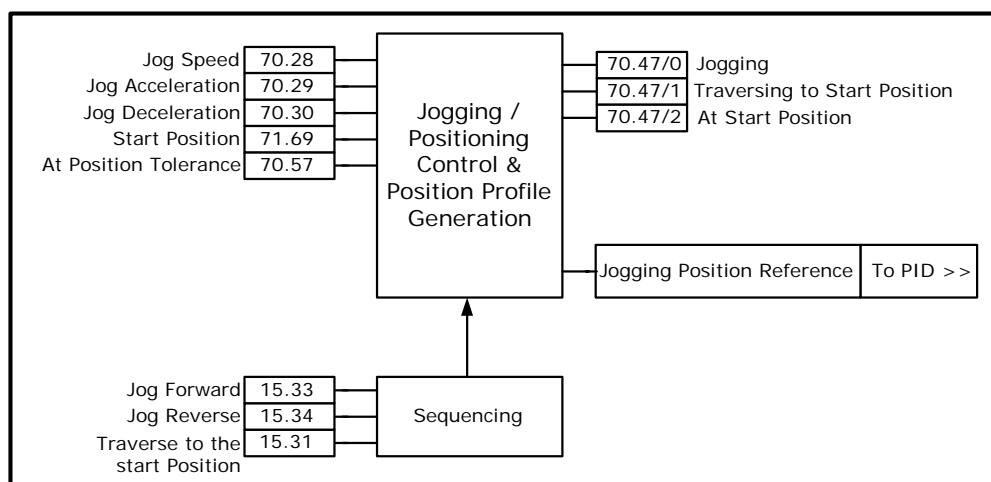 Jog Speed 70.28
Jog Acceleration 70.29
Jog Deceleration 70.30
Start Position 71.69
At Position Tolerance 70.57
Jogging /
Positioning
Control &
Position Profile
Generation
70.47/0 Jogging
70.47/1 Traversing to Start Position
70.47/2 At Start Position
Jogging Position Reference To PID >>
Jog Forward 15.33
Jog Reverse 15.34
Traverse to the 15.31
start Position
Sequencing